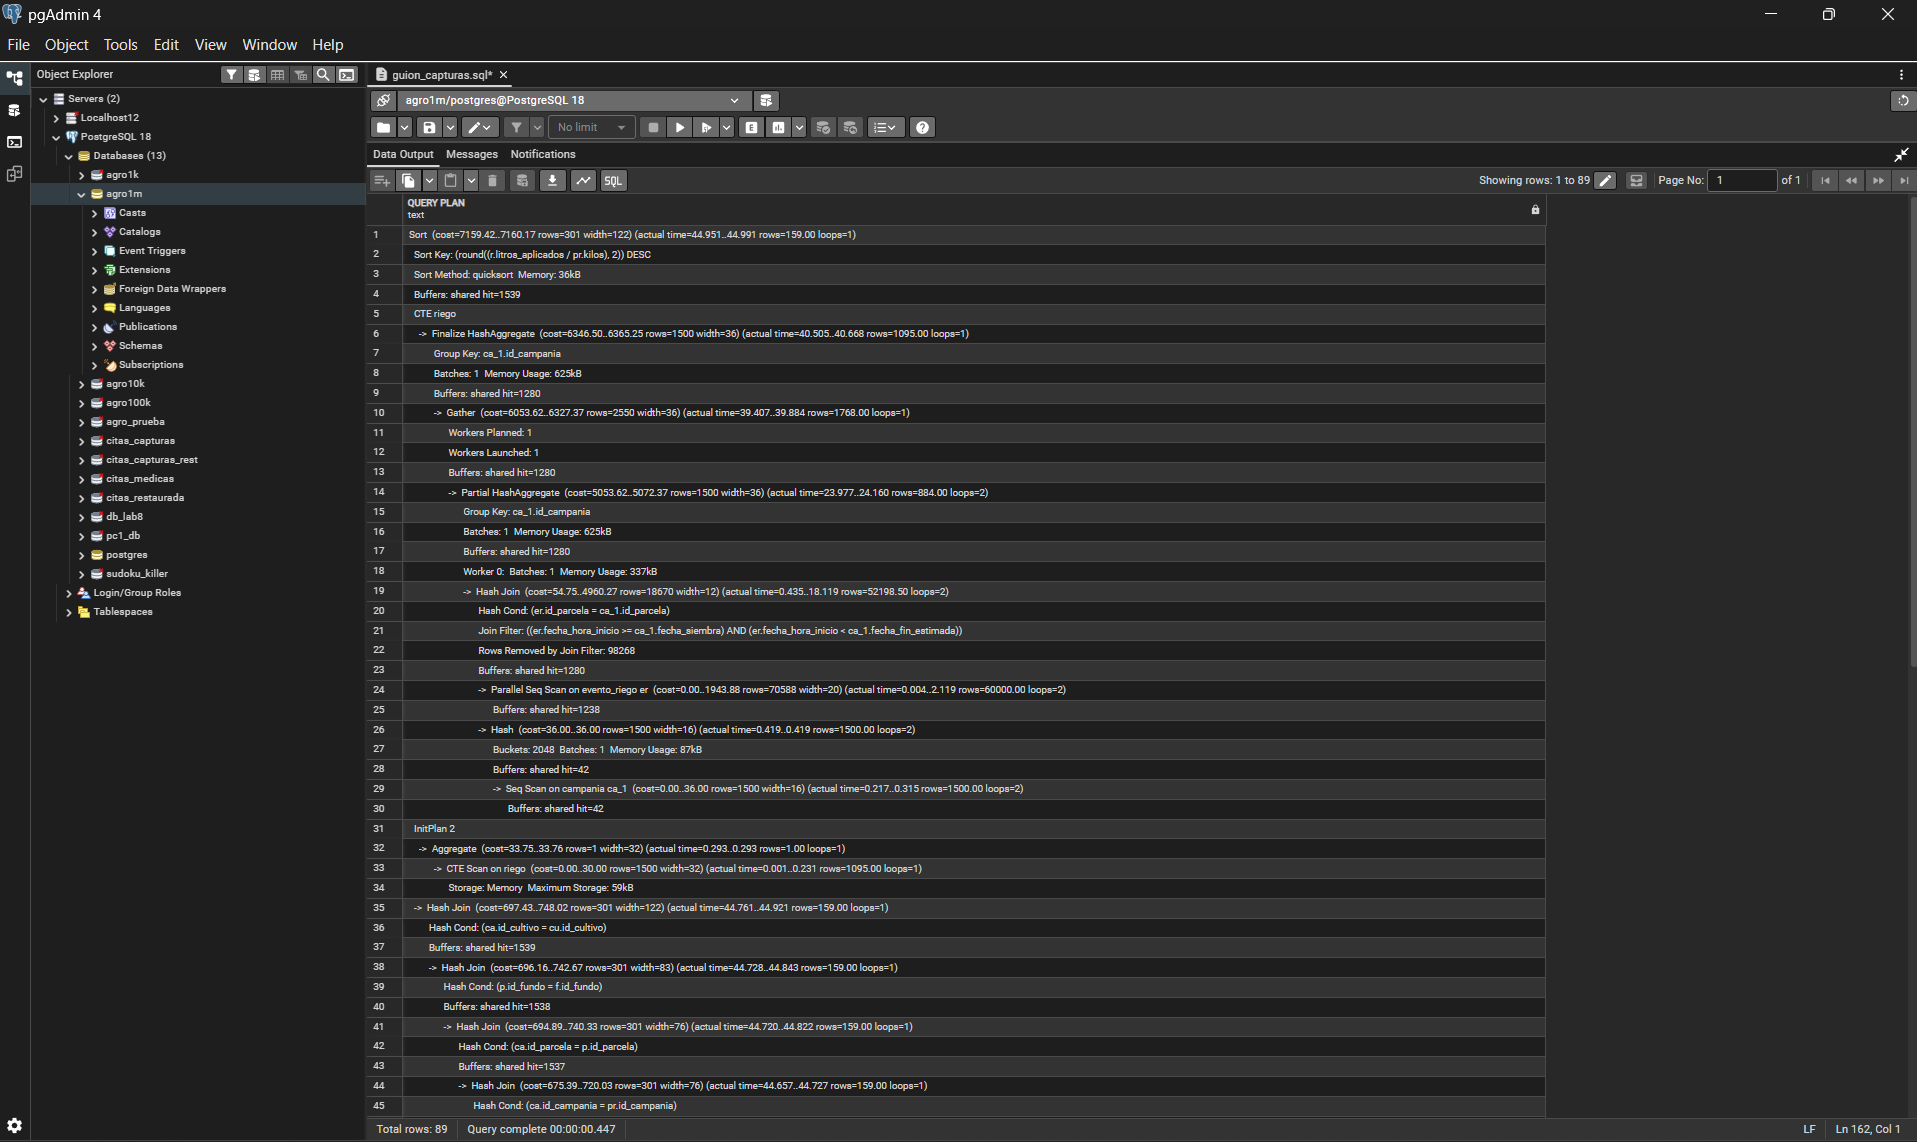 pgAdmin 4
File Object Tools Edit View Window Help
Object Explorer
guion_capturas.sql*
Servers (2)
Localhost12
PostgreSQL 18
Databases (13)
agro1k
agro1m
Casts
Catalogs
Event Triggers
Extensions
Foreign Data Wrappers
Languages
Publications
Schemas
Subscriptions
agro10k
agro100k
agro_prueba
citas_capturas
citas_capturas_rest
citas_medicas
citas_restaurada
db_lab8
pc1_db
postgres
sudoku_killer
Login/Group Roles
Tablespaces
agro1m/postgres@PostgreSQL 18
No limit
E
Data Output Messages Notifications
SQL
Showing rows: 1 to 89 Page No: 1 of 1
QUERY PLAN
text
1 Sort (cost=7159.42..7160.17 rows=301 width=122) (actual time=44.951..44.991 rows=159.00 loops=1)
2 Sort Key: (round((r.litros_aplicados / pr.kilos), 2)) DESC
3 Sort Method: quicksort Memory: 36kB
4 Buffers: shared hit=1539
5 CTE riego
6 -> Finalize HashAggregate (cost=6346.50..6365.25 rows=1500 width=36) (actual time=40.505..40.668 rows=1095.00 loops=1)
7 Group Key: ca_1.id_campania
8 Batches: 1 Memory Usage: 625kB
9 Buffers: shared hit=1280
10 -> Gather (cost=6053.62..6327.37 rows=2550 width=36) (actual time=39.407..39.884 rows=1768.00 loops=1)
11 Workers Planned: 1
12 Workers Launched: 1
13 Buffers: shared hit=1280
14 -> Partial HashAggregate (cost=5053.62..5072.37 rows=1500 width=36) (actual time=23.977..24.160 rows=884.00 loops=2)
15 Group Key: ca_1.id_campania
16 Batches: 1 Memory Usage: 625kB
17 Buffers: shared hit=1280
18 Worker 0: Batches: 1 Memory Usage: 337kB
19 -> Hash Join (cost=54.75..4960.27 rows=18670 width=12) (actual time=0.435..18.119 rows=52198.50 loops=2)
20 Hash Cond: (er.id_parcela = ca_1.id_parcela)
21 Join Filter: ((er.fecha_hora_inicio >= ca_1.fecha_siembra) AND (er.fecha_hora_inicio < ca_1.fecha_fin_estimada))
22 Rows Removed by Join Filter: 98268
23 Buffers: shared hit=1280
24 -> Parallel Seq Scan on evento_riego er (cost=0.00..1943.88 rows=70588 width=20) (actual time=0.004..2.119 rows=60000.00 loops=2)
25 Buffers: shared hit=1238
26 -> Hash (cost=36.00..36.00 rows=1500 width=16) (actual time=0.419..0.419 rows=1500.00 loops=2)
27 Buckets: 2048 Batches: 1 Memory Usage: 87kB
28 Buffers: shared hit=42
29 -> Seq Scan on campania ca_1 (cost=0.00..36.00 rows=1500 width=16) (actual time=0.217..0.315 rows=1500.00 loops=2)
30 Buffers: shared hit=42
31 InitPlan 2
32 -> Aggregate (cost=33.75..33.76 rows=1 width=32) (actual time=0.293..0.293 rows=1.00 loops=1)
33 -> CTE Scan on riego (cost=0.00..30.00 rows=1500 width=32) (actual time=0.001..0.231 rows=1095.00 loops=1)
34 Storage: Memory Maximum Storage: 59kB
35 -> Hash Join (cost=697.43..748.02 rows=301 width=122) (actual time=44.761..44.921 rows=159.00 loops=1)
36 Hash Cond: (ca.id_cultivo = cu.id_cultivo)
37 Buffers: shared hit=1539
38 -> Hash Join (cost=696.16..742.67 rows=301 width=83) (actual time=44.728..44.843 rows=159.00 loops=1)
39 Hash Cond: (p.id_fundo = f.id_fundo)
40 Buffers: shared hit=1538
41 -> Hash Join (cost=694.89..740.33 rows=301 width=76) (actual time=44.720..44.822 rows=159.00 loops=1)
42 Hash Cond: (ca.id_parcela = p.id_parcela)
43 Buffers: shared hit=1537
44 -> Hash Join (cost=675.39..720.03 rows=301 width=76) (actual time=44.657..44.727 rows=159.00 loops=1)
45 Hash Cond: (ca.id_campania = pr.id_campania)
Total rows: 89 Query complete 00:00:00.447 LF Ln 162, Col 1